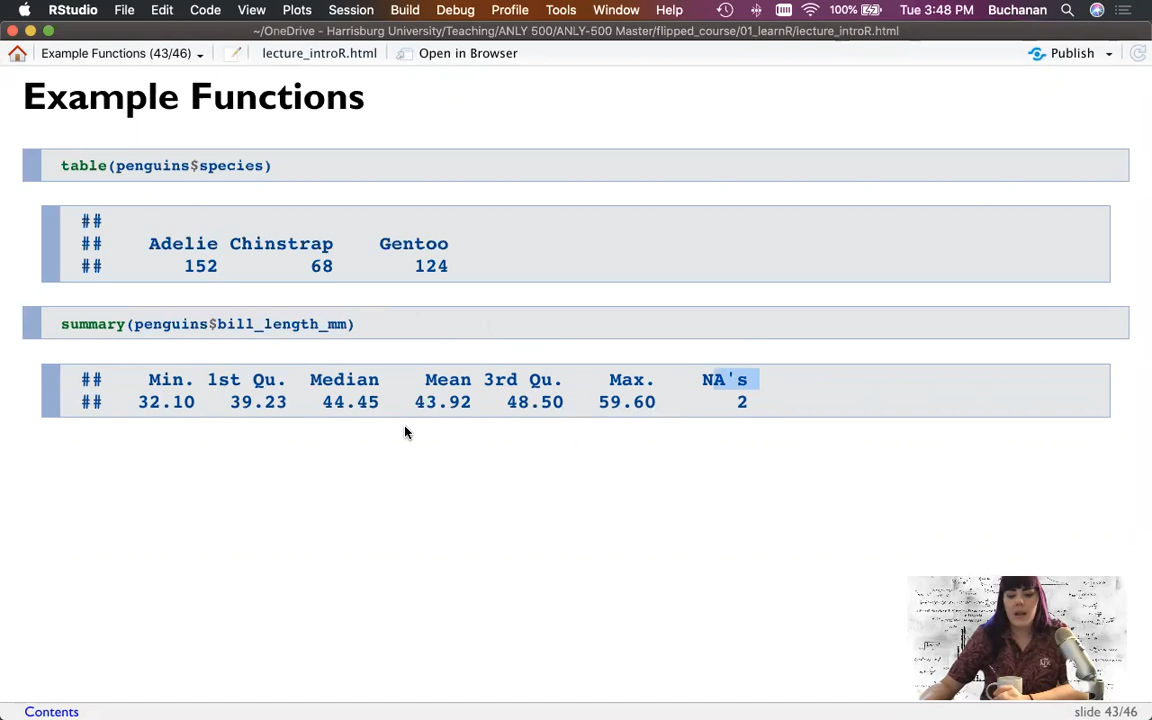 RStudio File Edit Code View Plots Session Build Debug Profile Tools Window Help 100% Tue 3:48 PM Buchanan
~/OneDrive - Harrisburg University/Teaching/ANLY 500/ANLY-500 Master/flipped_course/01_learnR/lecture_introR.html
Example Functions (43/46) lecture_introR.html Open in Browser Publish
Example Functions
table(penguins$species)
##
## Adelie Chinstrap Gentoo
## 152 68 124
summary(penguins$bill_length_mm)
## Min. 1st Qu. Median Mean 3rd Qu. Max. NA's
## 32.10 39.23 44.45 43.92 48.50 59.60 2
Contents slide 43/46